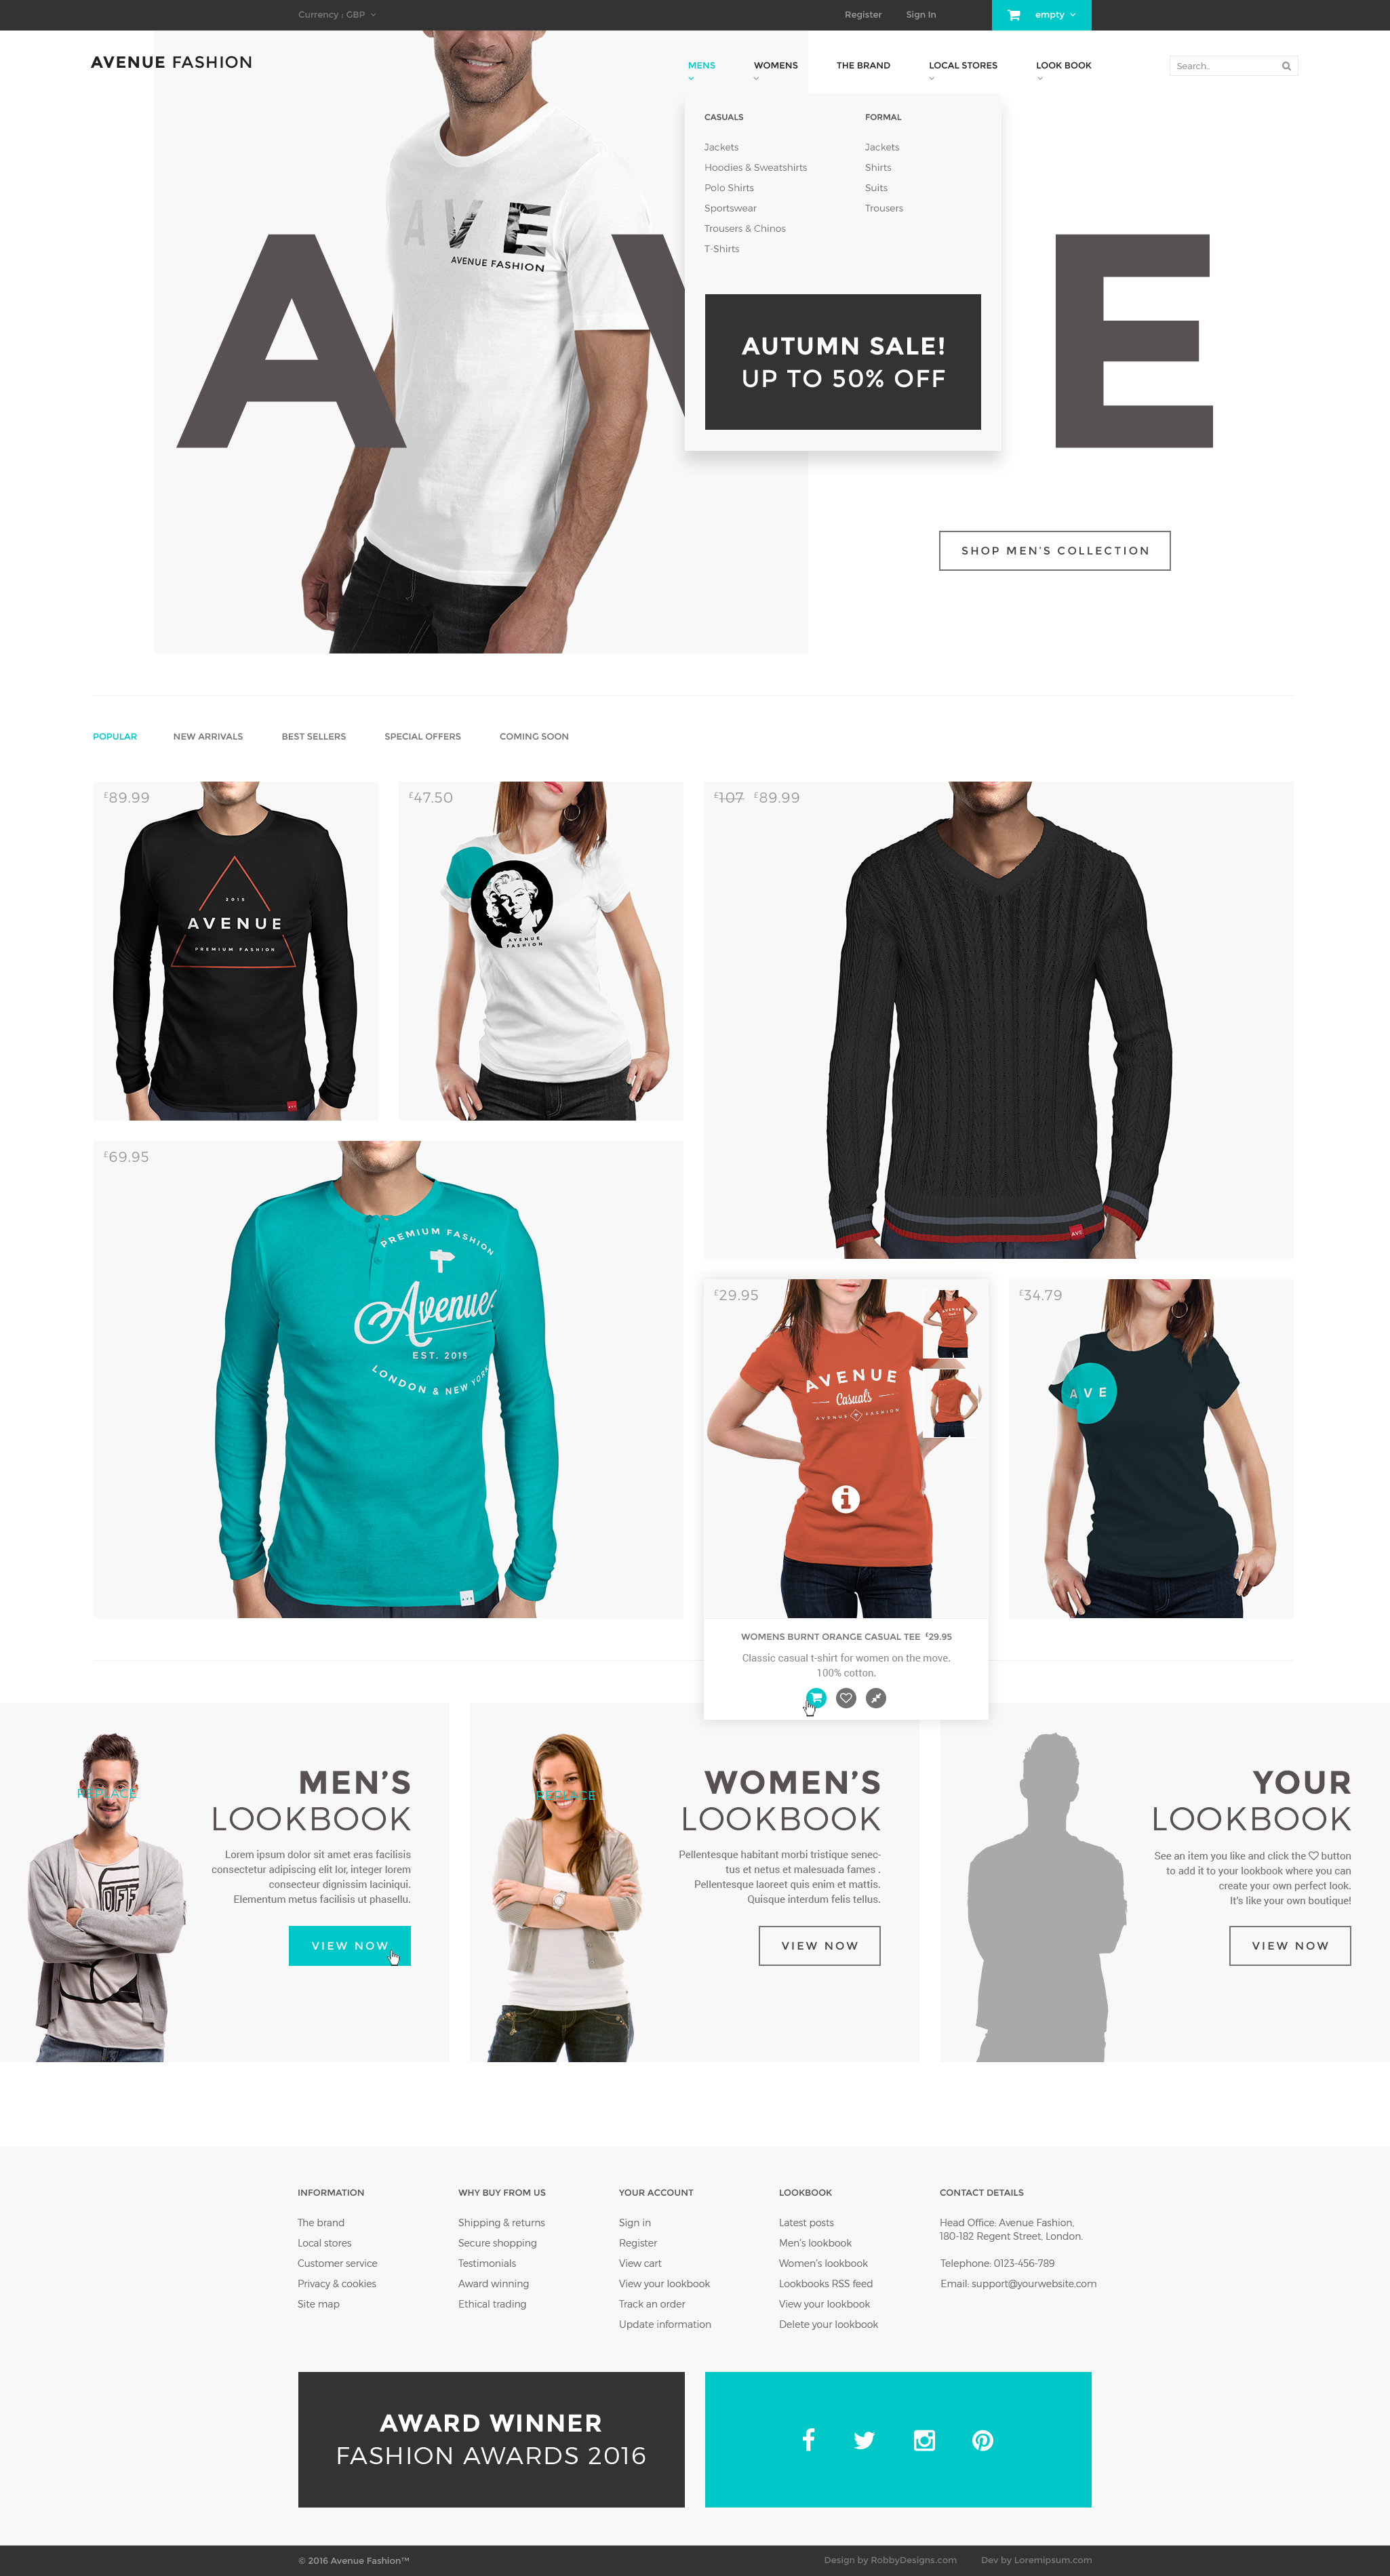 Currency : GBP
Register
Sign In
empty
AVENUE FASHION
MENS
WOMENS
THE BRAND
LOCAL STORES
LOOK BOOK
Search..
CASUALS
Jackets
Hoodies & Sweatshirts
Polo Shirts
Sportswear
Trousers & Chinos
T-Shirts
FORMAL
Jackets
Shirts
Suits
Trousers
AUTUMN SALE!
UP TO 50% OFF
AVE
AVENUE FASHION
A V E
SHOP MEN'S COLLECTION
POPULAR
NEW ARRIVALS
BEST SELLERS
SPECIAL OFFERS
COMING SOON
£89.99
2015
AVENUE
PREMIUM FASHION
£47.50
AVENUE
FASHION
£107 £89.99
AVE
£69.95
PREMIUM FASHION
Avenue
EST. 2015
LONDON & NEW YORK
AVE
£29.95
AVENUE
Casuals
AVENUE FASHION
£34.79
AVE
WOMENS BURNT ORANGE CASUAL TEE £29.95
Classic casual t-shirt for women on the move.
100% cotton.
REPLACE
OFF
MEN'S
LOOKBOOK
Lorem ipsum dolor sit amet eras facilisis
consectetur adipiscing elit lor, integer lorem
consecteur dignissim laciniqui.
Elementum metus facilisis ut phasellu.
VIEW NOW
REPLACE
WOMEN'S
LOOKBOOK
Pellentesque habitant morbi tristique senec-
tus et netus et malesuada fames .
Pellentesque laoreet quis enim et mattis.
Quisque interdum felis tellus.
VIEW NOW
YOUR
LOOKBOOK
See an item you like and click the ♡ button
to add it to your lookbook where you can
create your own perfect look.
It's like your own boutique!
VIEW NOW
INFORMATION
The brand
Local stores
Customer service
Privacy & cookies
Site map
WHY BUY FROM US
Shipping & returns
Secure shopping
Testimonials
Award winning
Ethical trading
YOUR ACCOUNT
Sign in
Register
View cart
View your lookbook
Track an order
Update information
LOOKBOOK
Latest posts
Men's lookbook
Women's lookbook
Lookbooks RSS feed
View your lookbook
Delete your lookbook
CONTACT DETAILS
Head Office: Avenue Fashion,
180-182 Regent Street, London.
Telephone: 0123-456-789
Email: support@yourwebsite.com
AWARD WINNER
FASHION AWARDS 2016
© 2016 Avenue Fashion™
Design by RobbyDesigns.com
Dev by Loremipsum.com